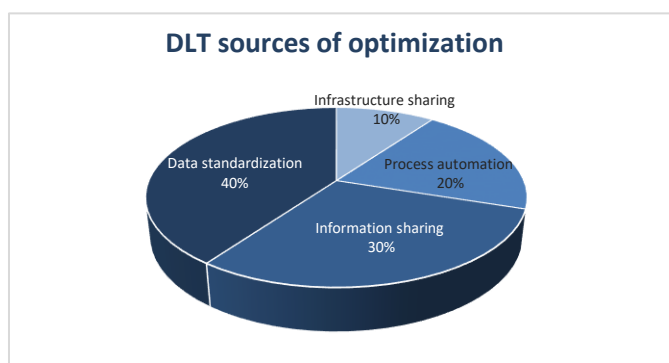 DLT sources of optimization
Infrastructure sharing
10%
Process automation
20%
Information sharing
30%
Data standardization
40%